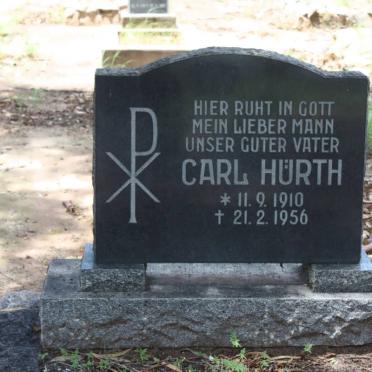 HIER RUHT IN GOTT
MEIN LIEBER MANN
UNSER GUTER VATER
CARL HÜRTH
* 11. 9. 1910
† 21. 2. 1956